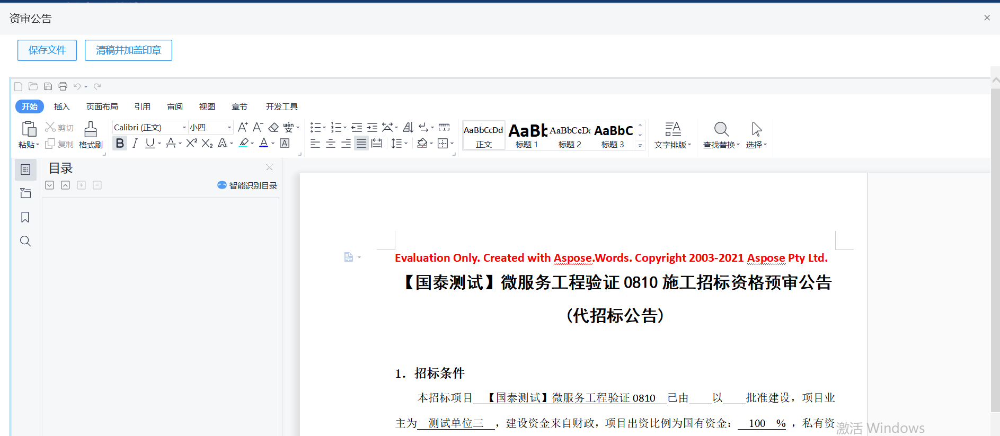 资审公告
保存文件 清稿并加盖印章
开始 插入 页面布局 引用 审阅 视图 章节 开发工具
粘贴 剪切 复制 格式刷
Calibri (正文) 小四
AaBbCcDd AaBb AaBbCcDc AaBbC
正文 标题 1 标题 2 标题 3
文字排版 查找替换 选择
目录
智能识别目录
Evaluation Only. Created with Aspose.Words. Copyright 2003-2021 Aspose Pty Ltd.
【国泰测试】微服务工程验证 0810 施工招标资格预审公告
(代招标公告)
1. 招标条件
本招标项目 【国泰测试】微服务工程验证 0810 已由 以 批准建设，项目业
主为 测试单位三 ，建设资金来自财政，项目出资比例为国有资金： 100 % ，私有资
激活 Windows